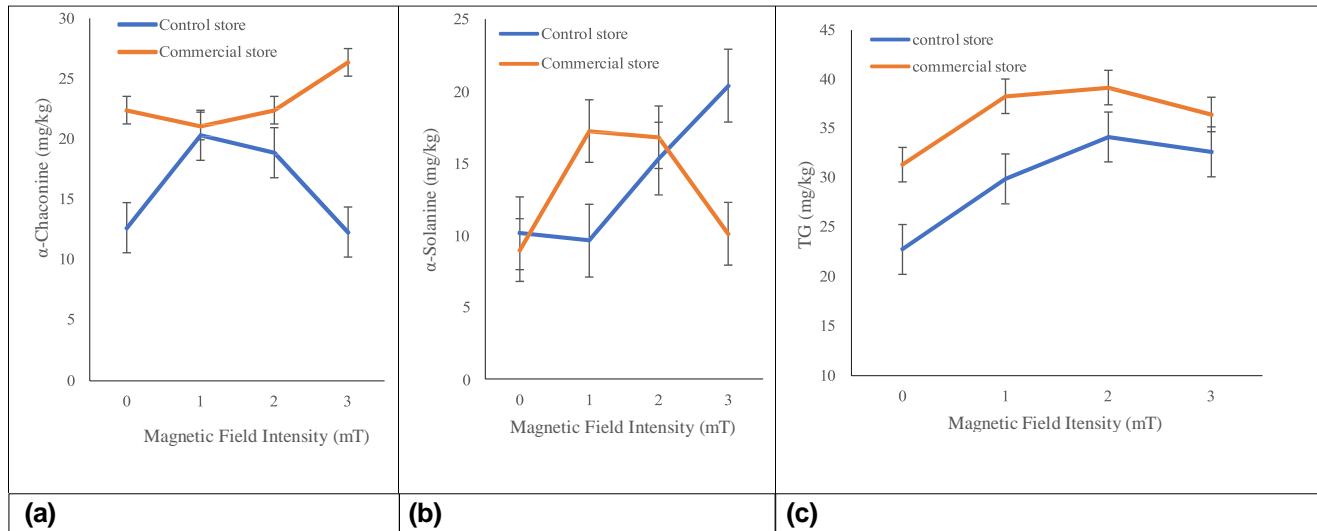 30
25
20
15
10
5
0
α-Chaconine (mg/kg)
Control store
Commercial store
0 1 2 3
Magnetic Field Intensity (mT)
25
20
15
10
5
0
α-Solanine (mg/kg)
Control store
Commercial store
0 1 2 3
Magnetic Field Intensity (mT)
45
40
35
30
25
20
15
10
TG (mg/kg)
control store
commercial store
0 1 2 3
Magnetic Field Itensity (mT)
(a) (b) (c)